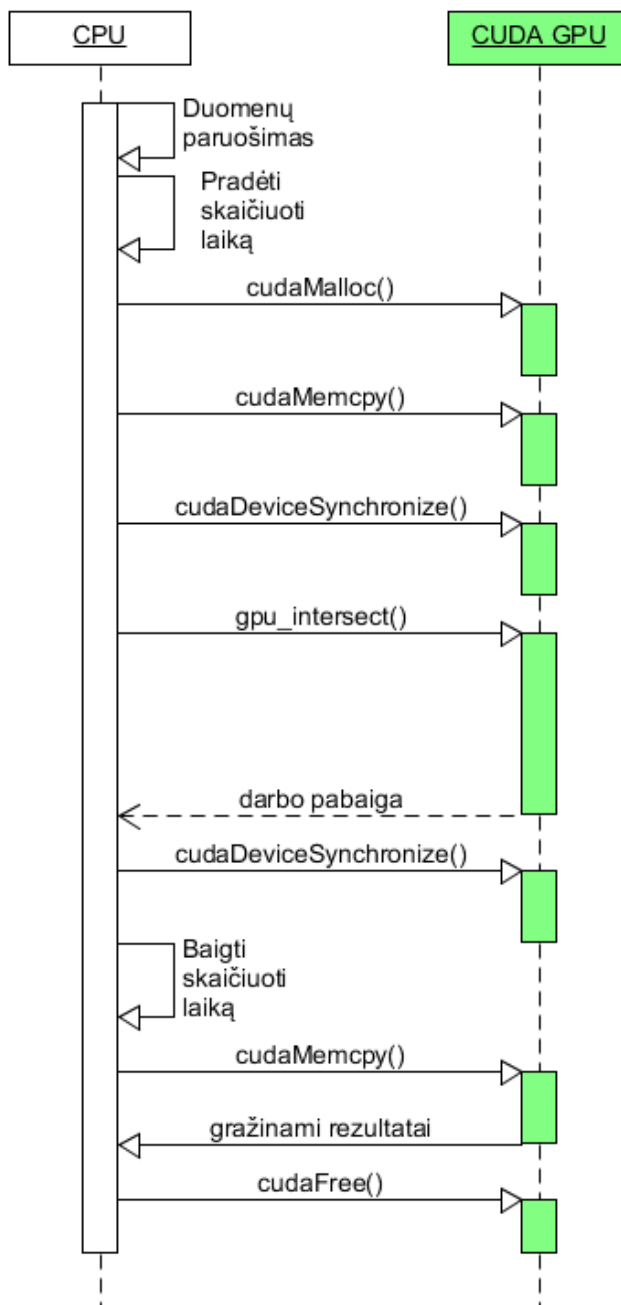 CPU
CUDA GPU
Duomenų
paruošimas
Pradėti
skaičiuoti
laiką
cudaMalloc()
cudaMemcpy()
cudaDeviceSynchronize()
gpu_intersect()
darbo pabaiga
cudaDeviceSynchronize()
Baigti
skaičiuoti
laiką
cudaMemcpy()
gražinami rezultatai
cudaFree()